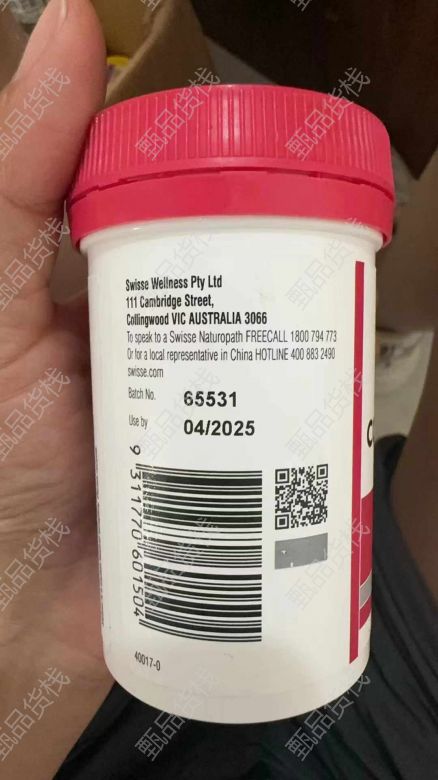 Swisse Wellness Pty Ltd
111 Cambridge Street,
Collingwood VIC AUSTRALIA 3066
To speak to a Swisse Naturopath FREECALL 1800 794 773
Or for a local representative in China HOTLINE 400 883 2490
swisse.com
Batch No. 65531
Use by 04/2025
9 311770 601504
40017-0
甄品货栈